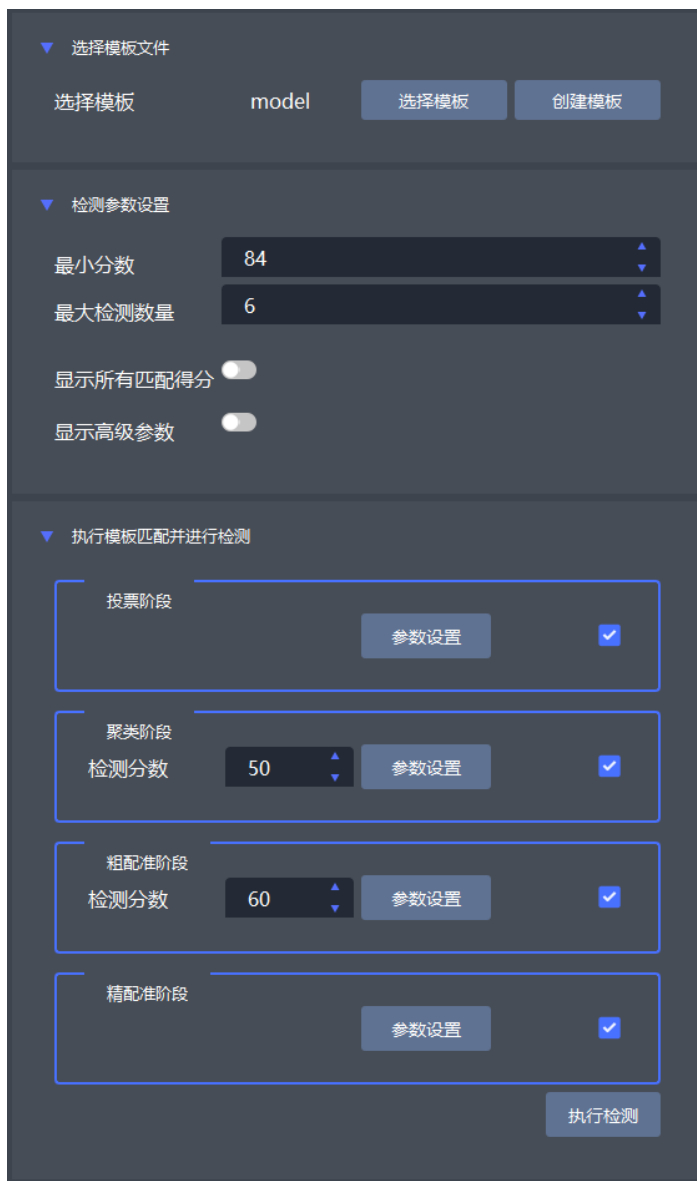 选择模板文件
选择模板 model 选择模板 创建模板
检测参数设置
最小分数 84
最大检测数量 6
显示所有匹配得分
显示高级参数
执行模板匹配并进行检测
投票阶段
参数设置
聚类阶段
检测分数 50 参数设置
粗配准阶段
检测分数 60 参数设置
精配准阶段
参数设置
执行检测